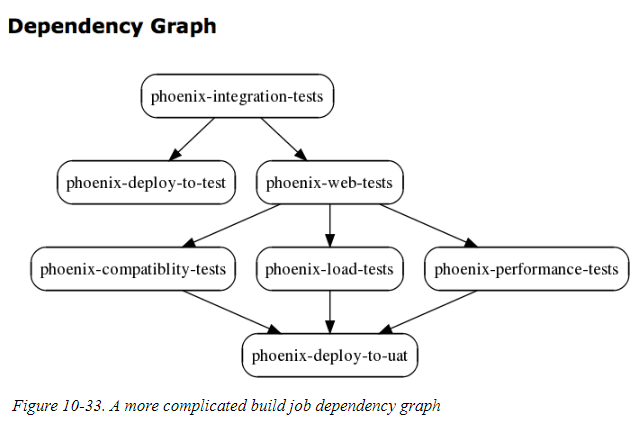 Dependency Graph
phoenix-integration-tests
phoenix-deploy-to-test
phoenix-web-tests
phoenix-compatiblity-tests
phoenix-load-tests
phoenix-performance-tests
phoenix-deploy-to-uat
Figure 10-33. A more complicated build job dependency graph